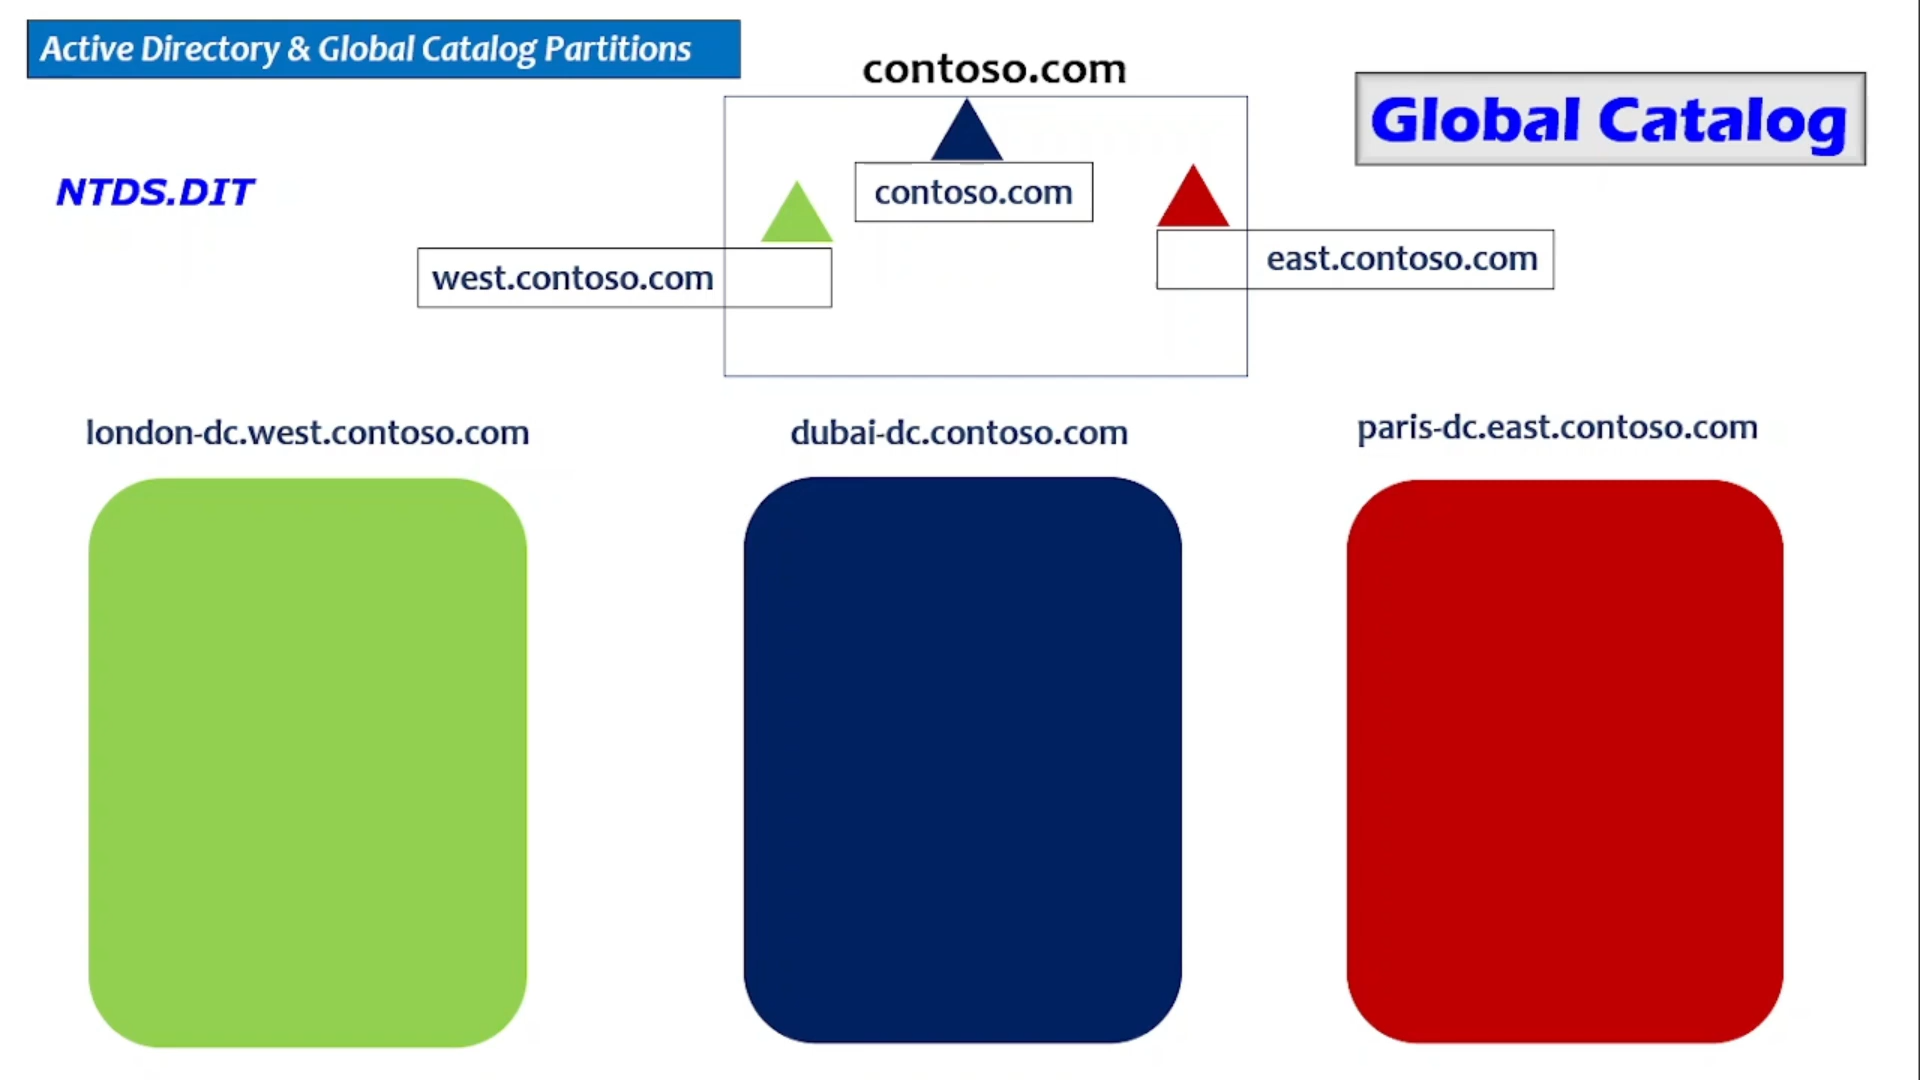 Active Directory & Global Catalog Partitions
contoso.com
Global Catalog
NTDS.DIT
contoso.com
west.contoso.com
east.contoso.com
london-dc.west.contoso.com
dubai-dc.contoso.com
paris-dc.east.contoso.com